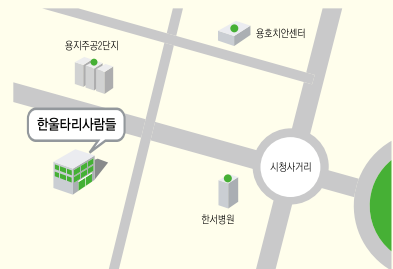 용호치안센터
용지주공2단지
한울타리사람들
시청사거리
한서병원